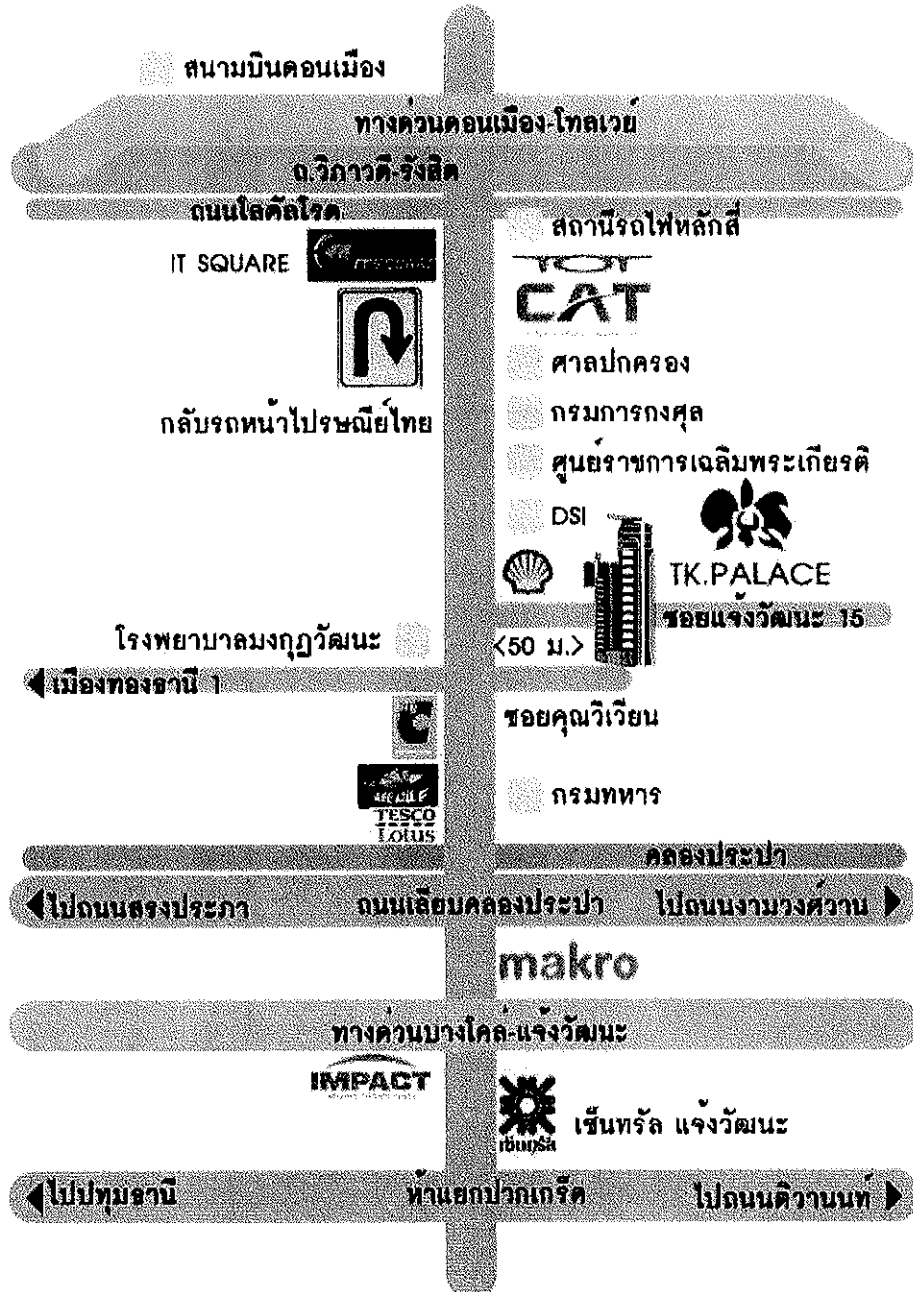 สนามบินดอนเมือง
ทางด่วนดอนเมือง-โทลเวย์
ถ.วิภาวดี-รังสิต
ถนนโลคัลโรด
สถานีรถไฟหลักสี่
IT SQUARE
TOT
CAT
ศาลปกครอง
กลับรถหน้าไปรษณีย์ไทย
กรมการกงศุล
ศูนย์ราชการเฉลิมพระเกียรติ
DSI
TK.PALACE
ซอยแจ้งวัฒนะ 15
โรงพยาบาลมงกุฎวัฒนะ
<50 ม.>
เมืองทองธานี 1
ซอยคุณวิเวียน
กรมทหาร
TESCO
Lotus
คลองประปา
ไปถนนสรงประภา
ถนนเลียบคลองประปา
ไปถนนงามวงศ์วาน
makro
ทางด่วนบางโคล่-แจ้งวัฒนะ
IMPACT
เซ็นทรัล
เซ็นทรัล แจ้งวัฒนะ
ไปปทุมธานี
ห้าแยกปากเกร็ด
ไปถนนติวานนท์